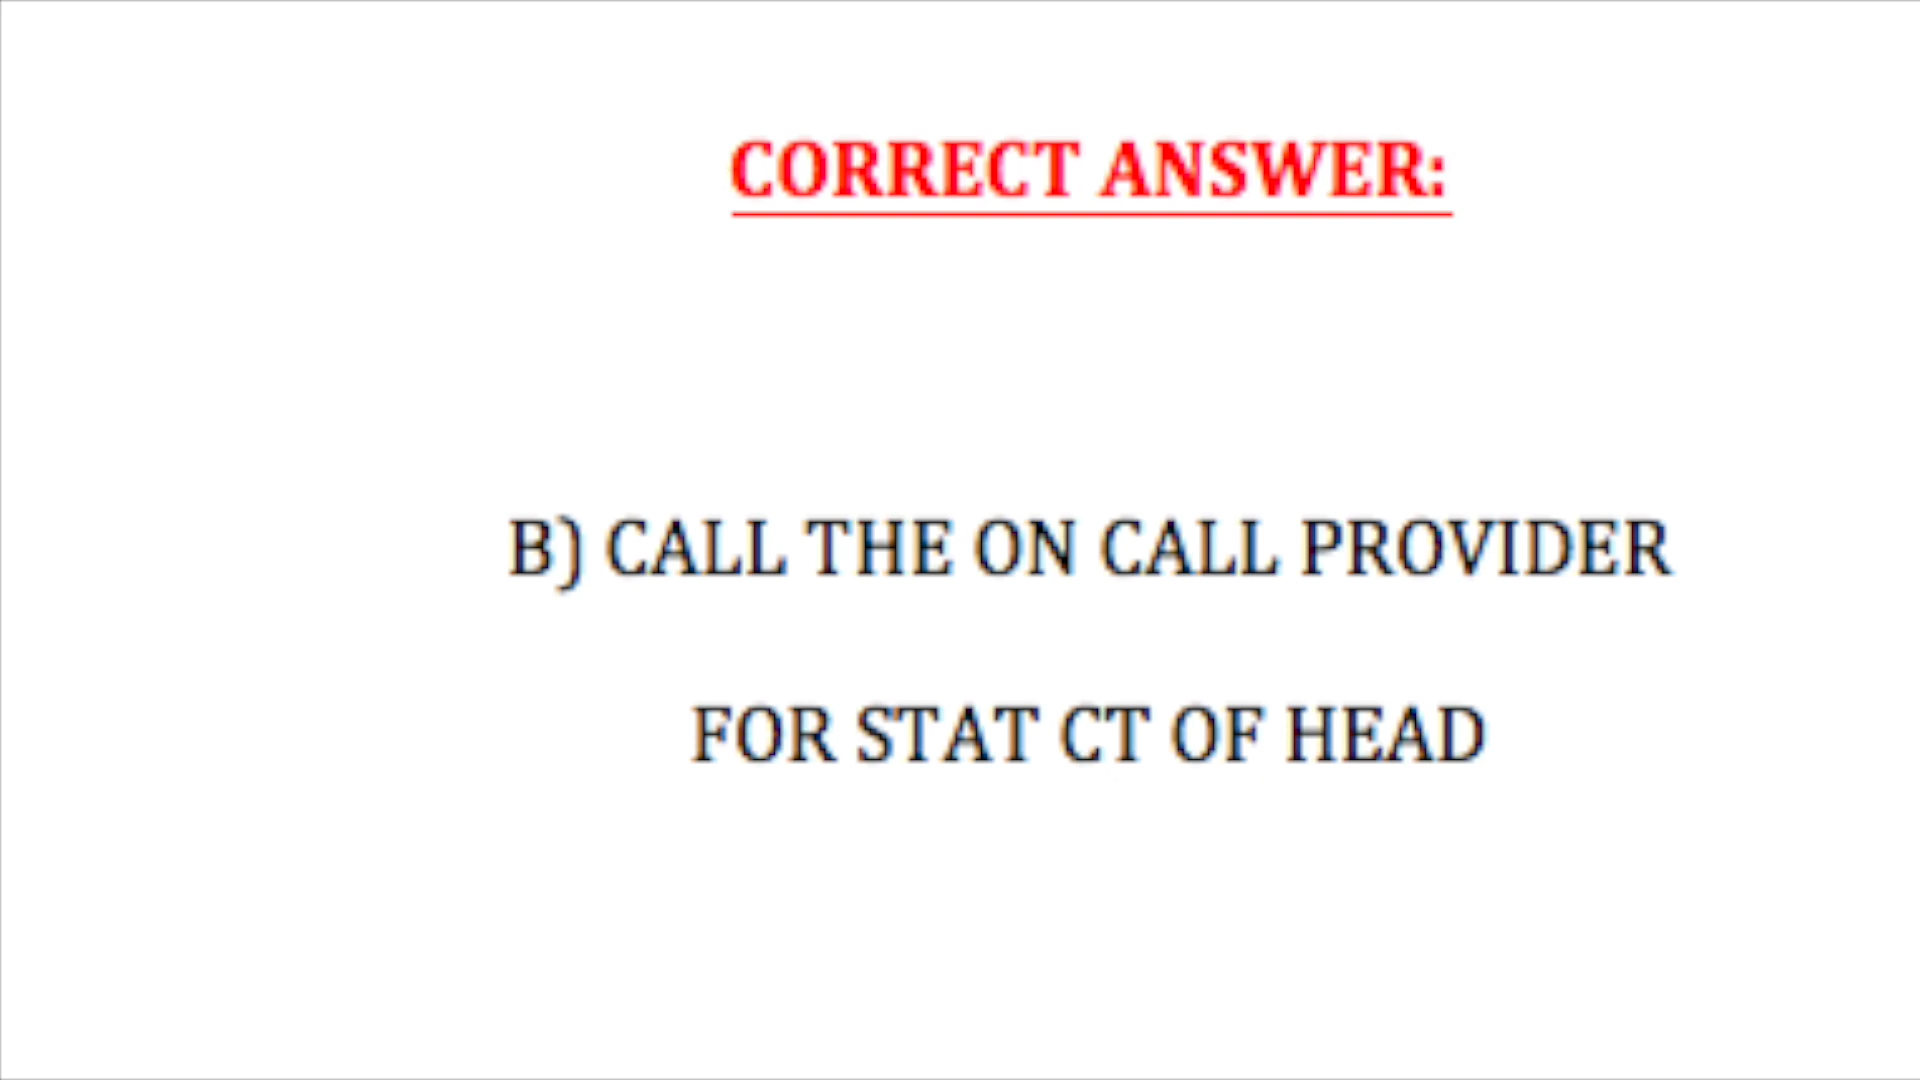 CORRECT ANSWER:
B) CALL THE ON CALL PROVIDER
FOR STAT CT OF HEAD